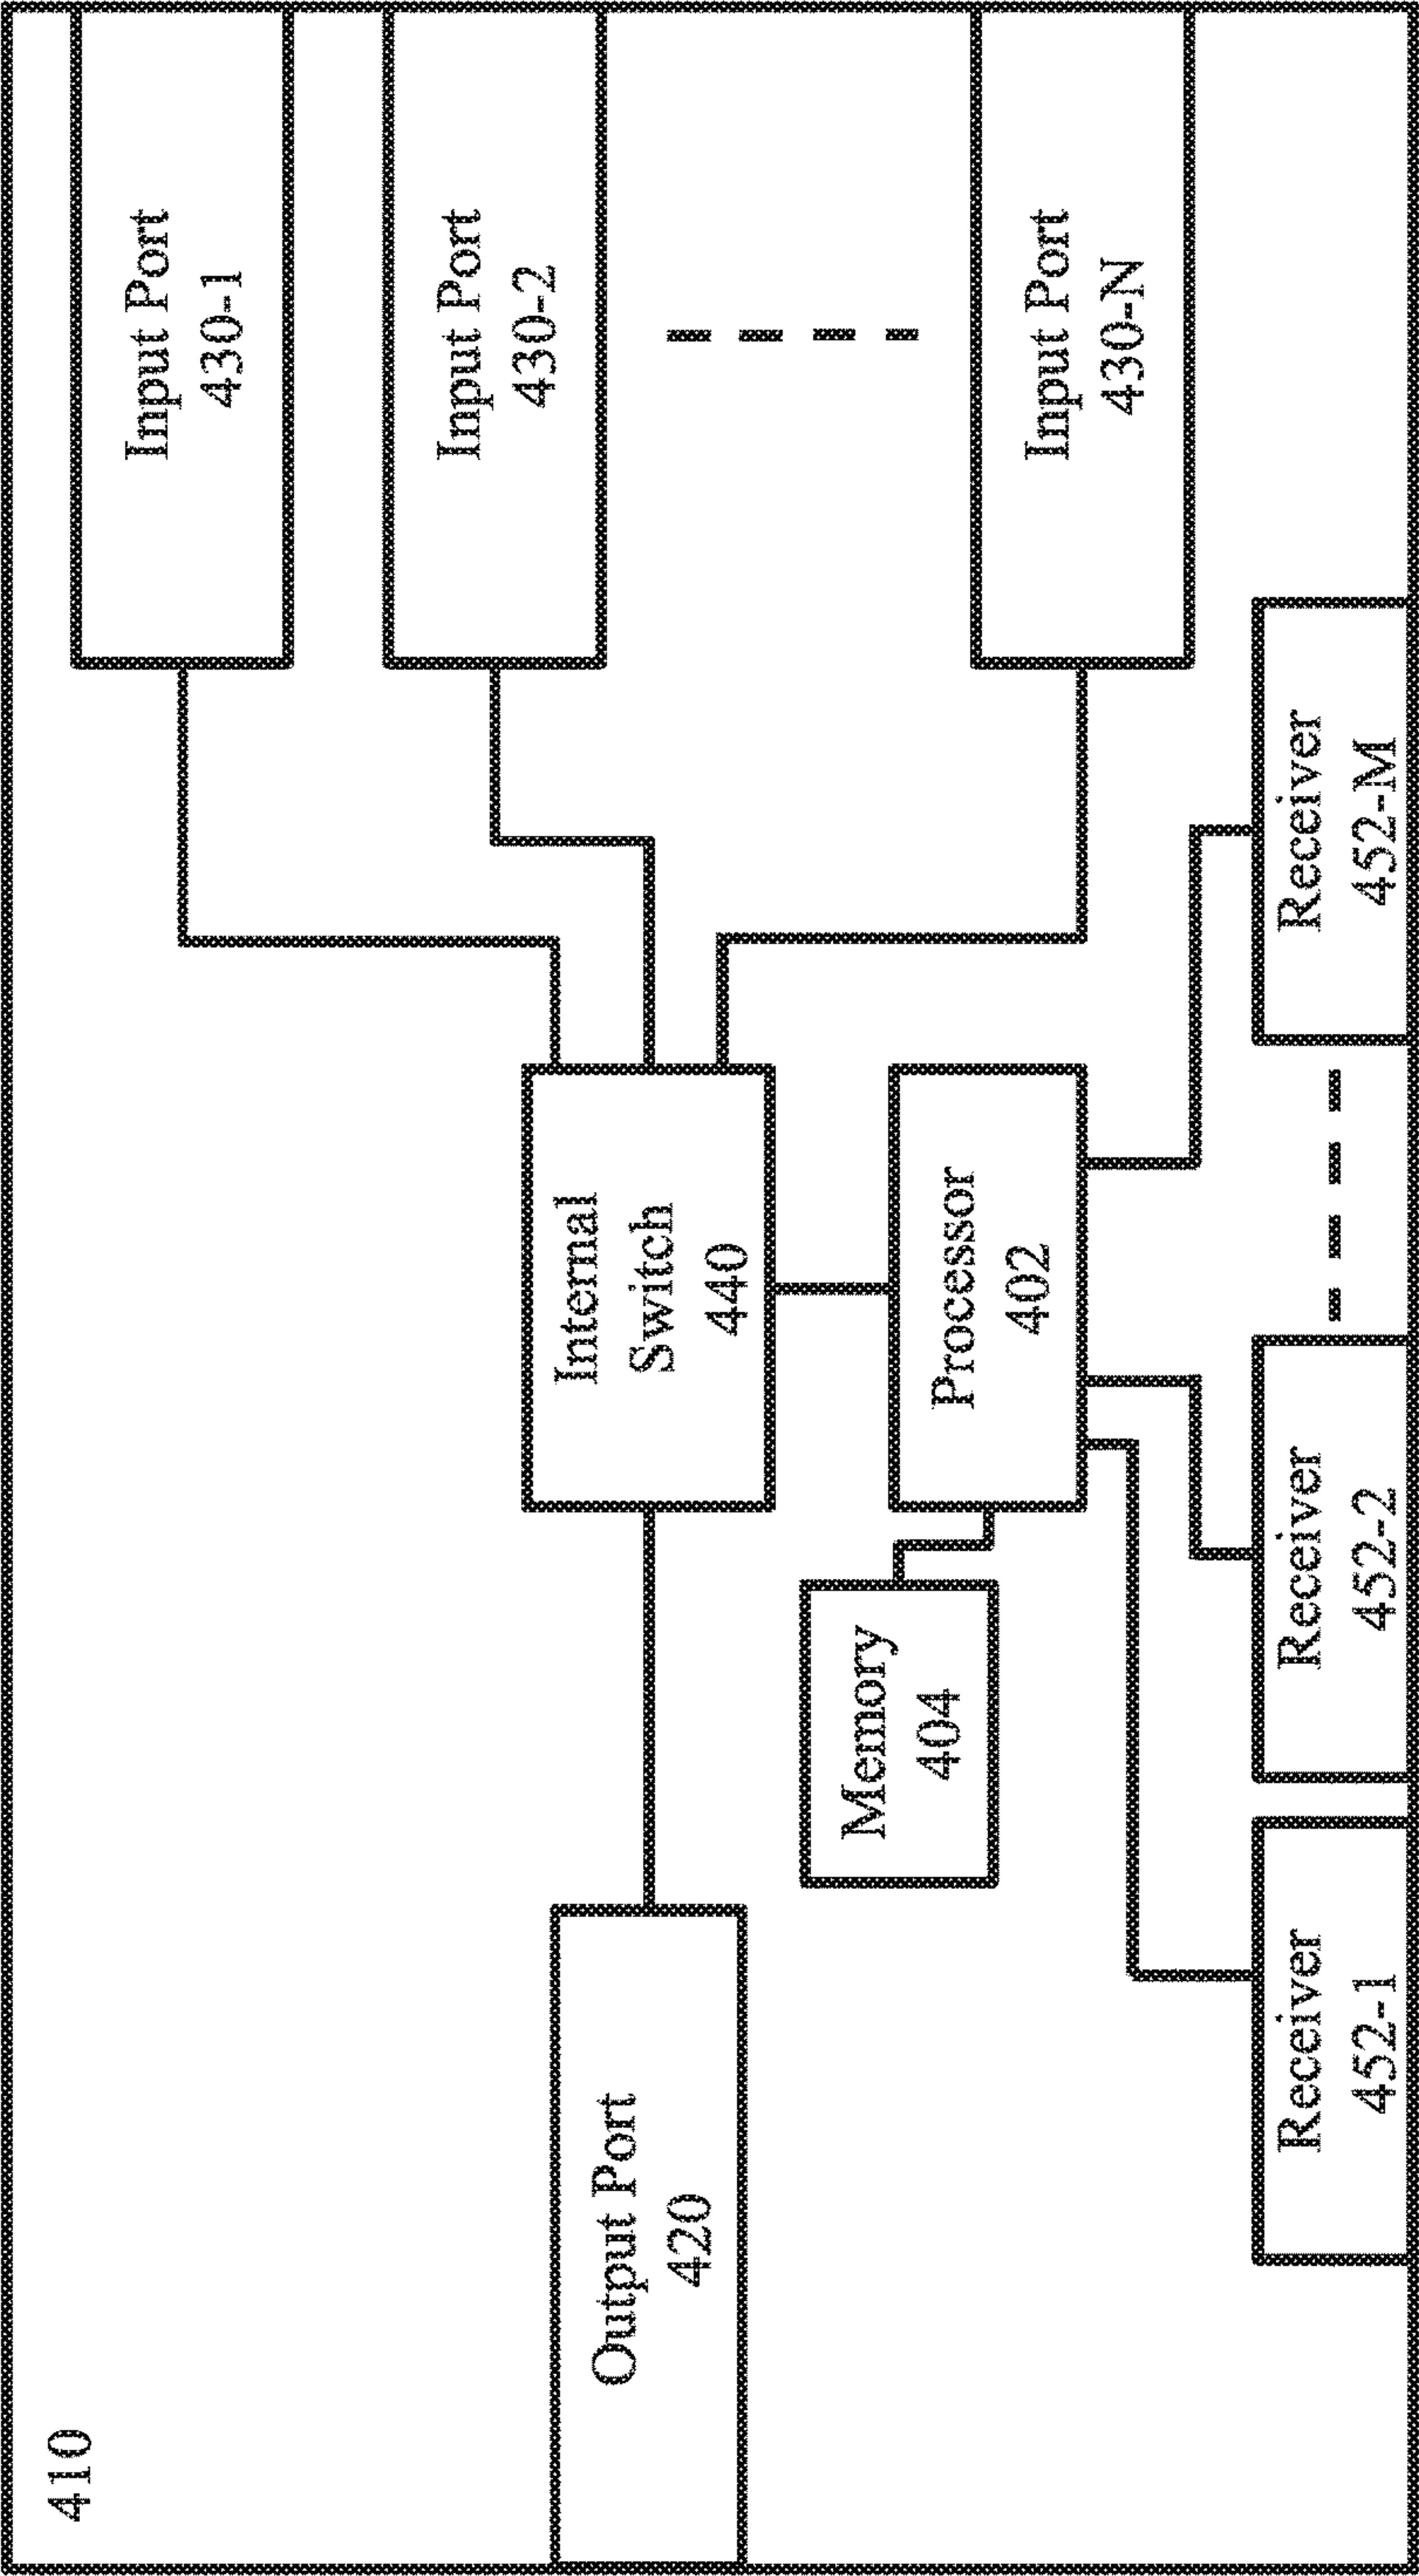 410
Input Port
430-1
Input Port
430-2
Input Port
430-N
Internal
Switch
440
Output Port
420
Processor
402
Memory
404
Receiver
452-1
Receiver
452-2
Receiver
452-M